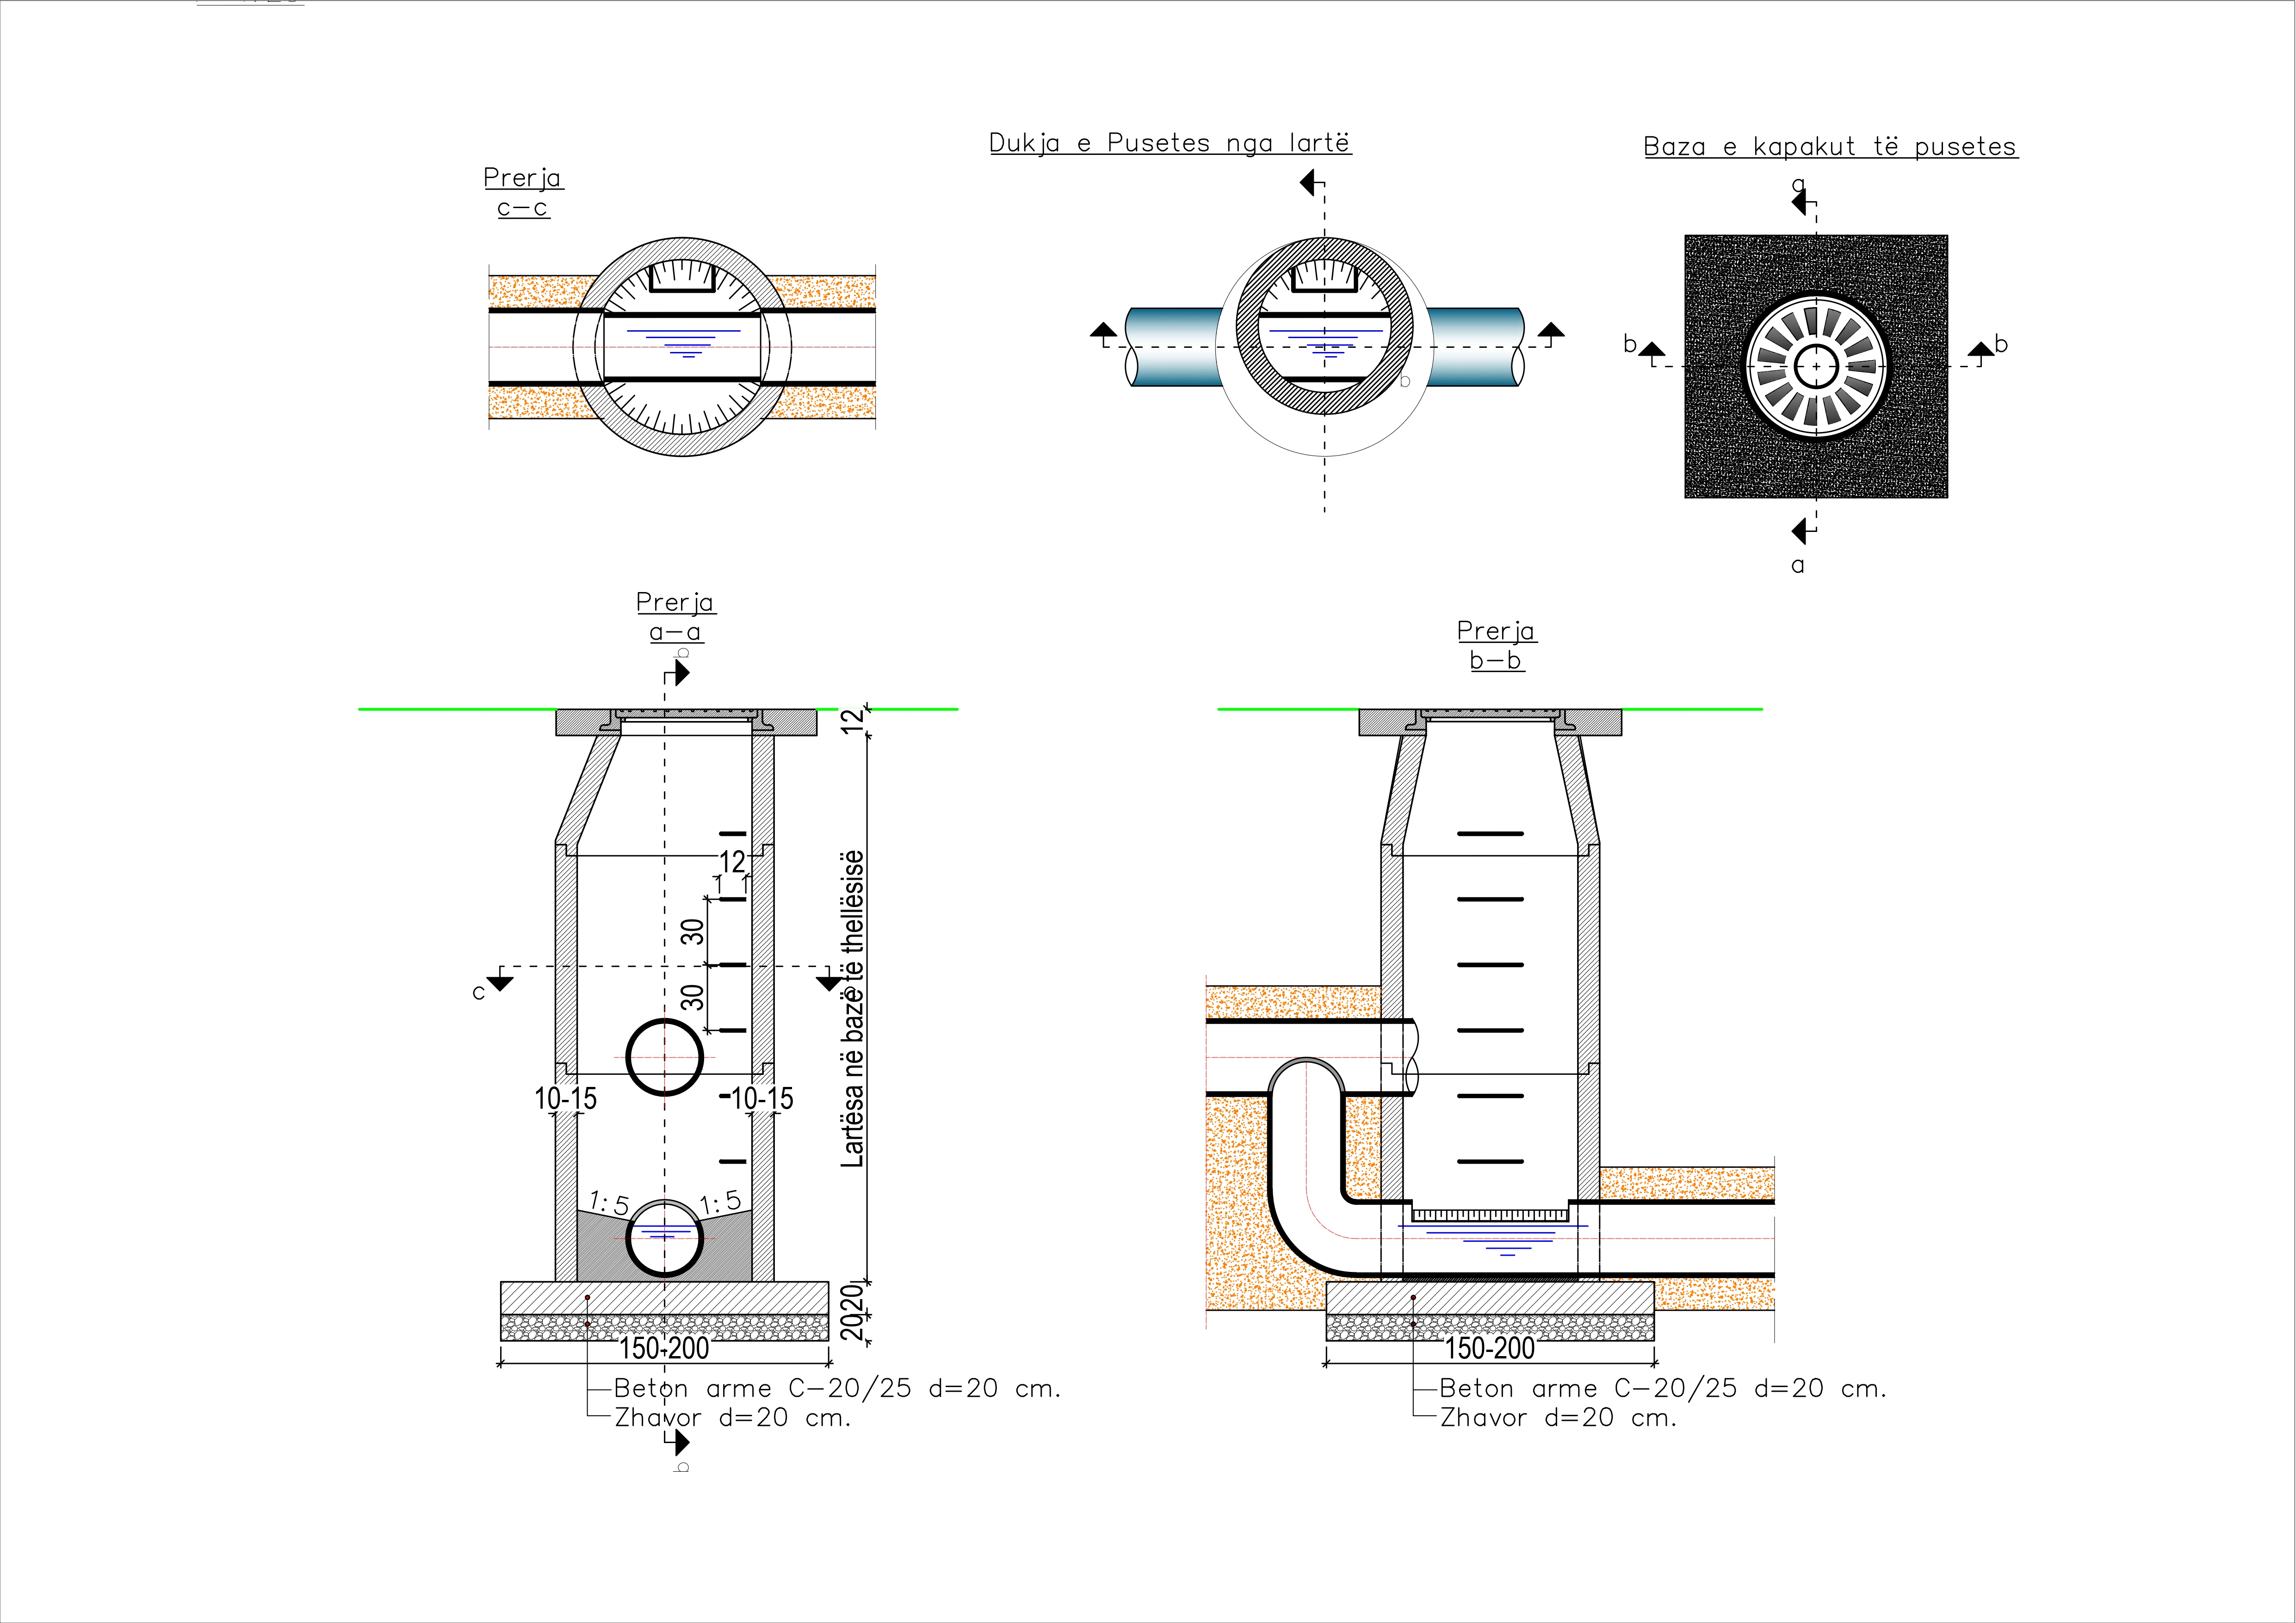 Dukja e Pusetes nga lartë
Baza e kapakut të pusetes
Prerja
c-c
a
b
b
b
a
Prerja
a-a
b
Prerja
b-b
12
12
30
30
c
c
Lartësa në bazë të thellësisë
10-15
10-15
1:5
1:5
20
20
150-200
150-200
Beton arme C-20/25 d=20 cm.
Zhavor d=20 cm.
Beton arme C-20/25 d=20 cm.
Zhavor d=20 cm.
b